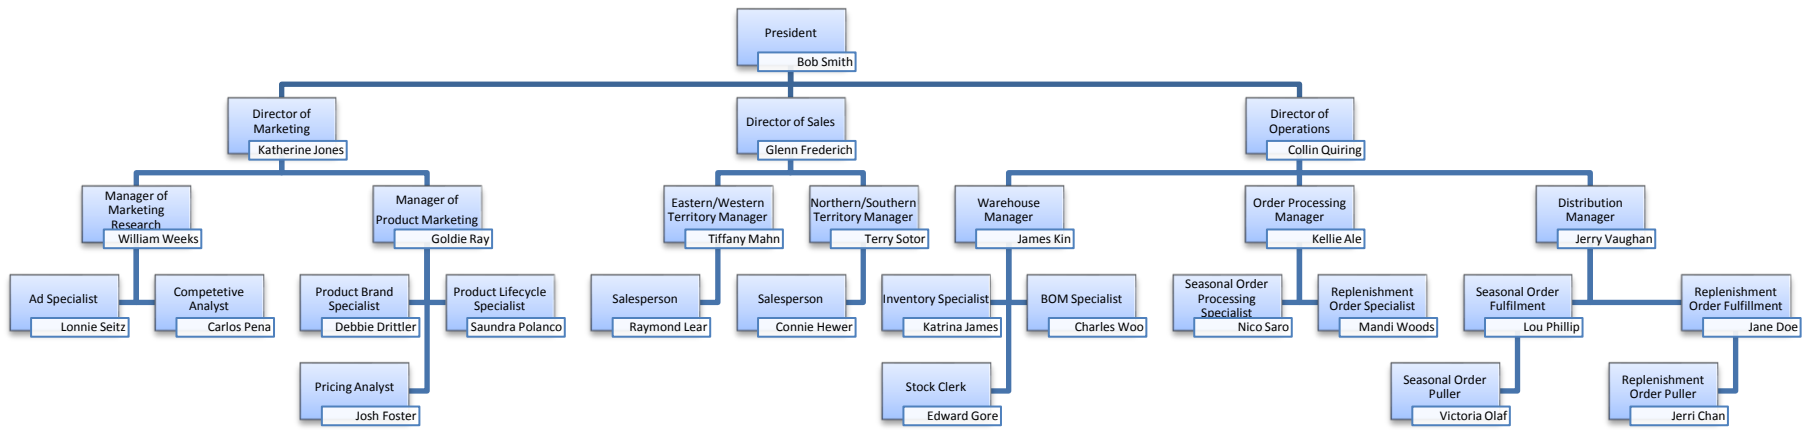 President
Bob Smith
Director of
Marketing
Katherine Jones
Director of Sales
Glenn Frederich
Director of
Operations
Collin Quiring
Manager of
Marketing
Research
William Weeks
Manager of
Product Marketing
Goldie Ray
Eastern/Western
Territory Manager
Tiffany Mahn
Northern/Southern
Territory Manager
Terry Sotor
Warehouse
Manager
James Kin
Order Processing
Manager
Kellie Ale
Distribution
Manager
Jerry Vaughan
Ad Specialist
Lonnie Seitz
Competetive
Analyst
Carlos Pena
Product Brand
Specialist
Debbie Drittler
Product Lifecycle
Specialist
Saundra Polanco
Salesperson
Raymond Lear
Salesperson
Connie Hewer
Inventory Specialist
Katrina James
BOM Specialist
Charles Woo
Seasonal Order
Processing
Specialist
Nico Saro
Replenishment
Order Specialist
Mandi Woods
Seasonal Order
Fulfilment
Lou Phillip
Replenishment
Order Fulfillment
Jane Doe
Pricing Analyst
Josh Foster
Stock Clerk
Edward Gore
Seasonal Order
Puller
Victoria Olaf
Replenishment
Order Puller
Jerri Chan